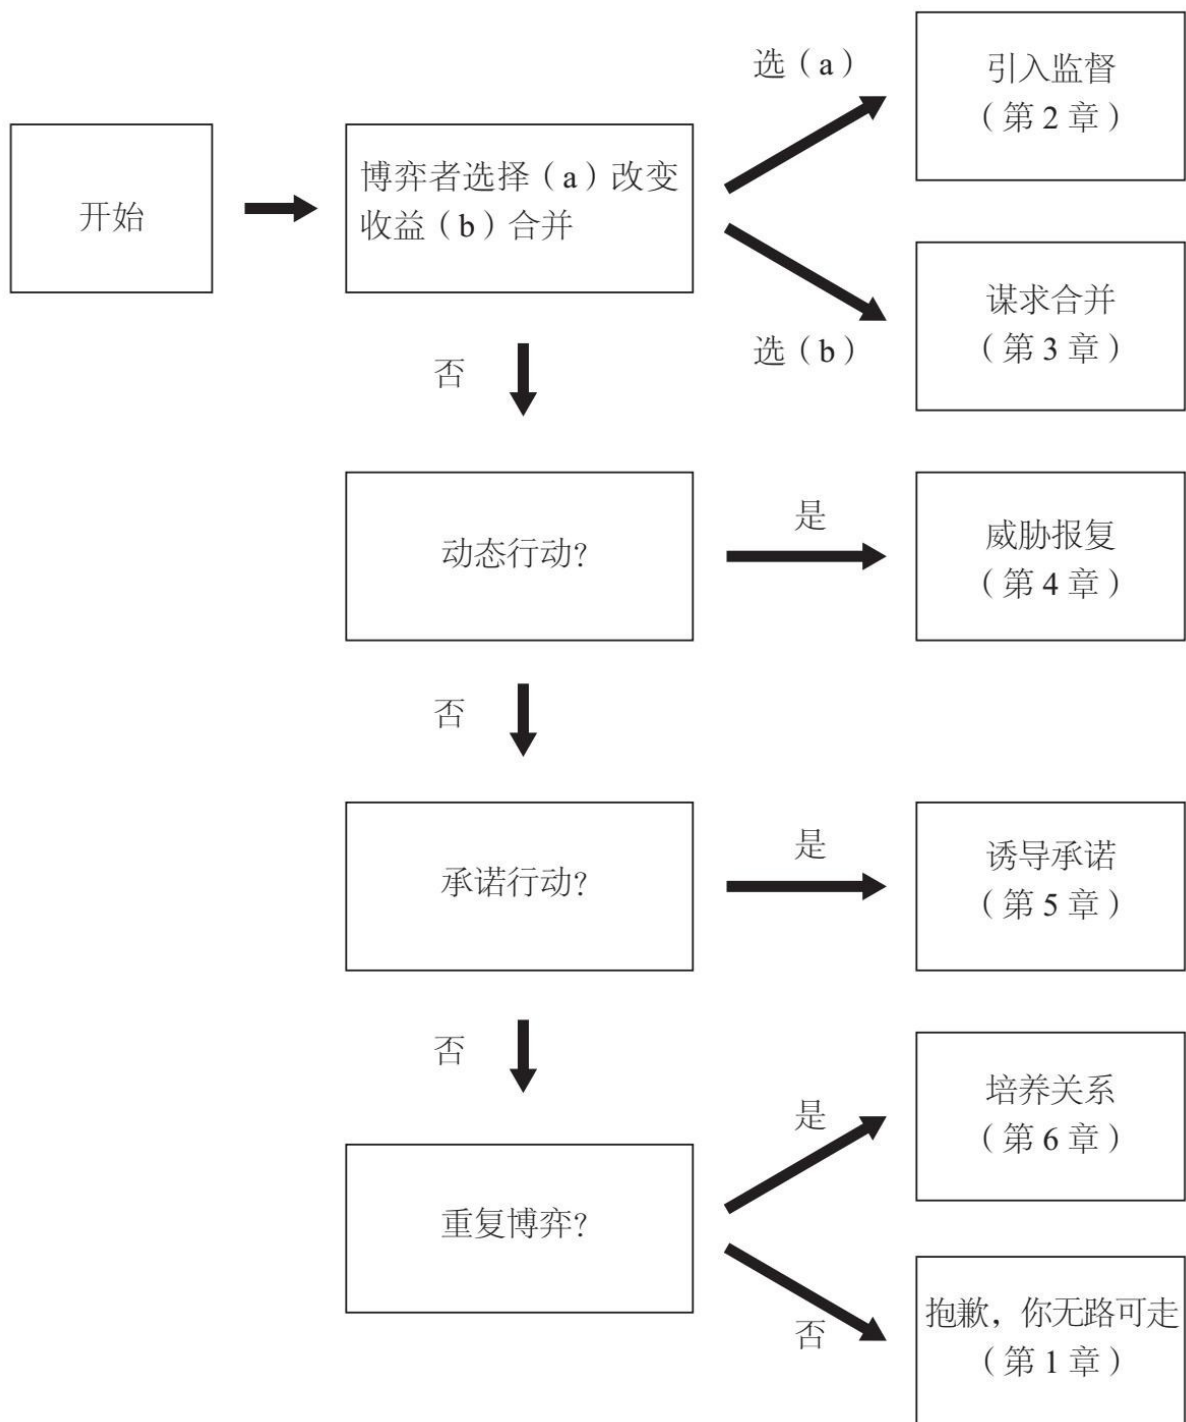 选（a）
引入监督
（第 2 章）
开始
博弈者选择（a）改变
收益（b）合并
谋求合并
（第 3 章）
选（b）
否
动态行动?
是
威胁报复
（第 4 章）
否
承诺行动?
是
诱导承诺
（第 5 章）
否
重复博弈?
是
培养关系
（第 6 章）
否
抱歉，你无路可走
（第 1 章）